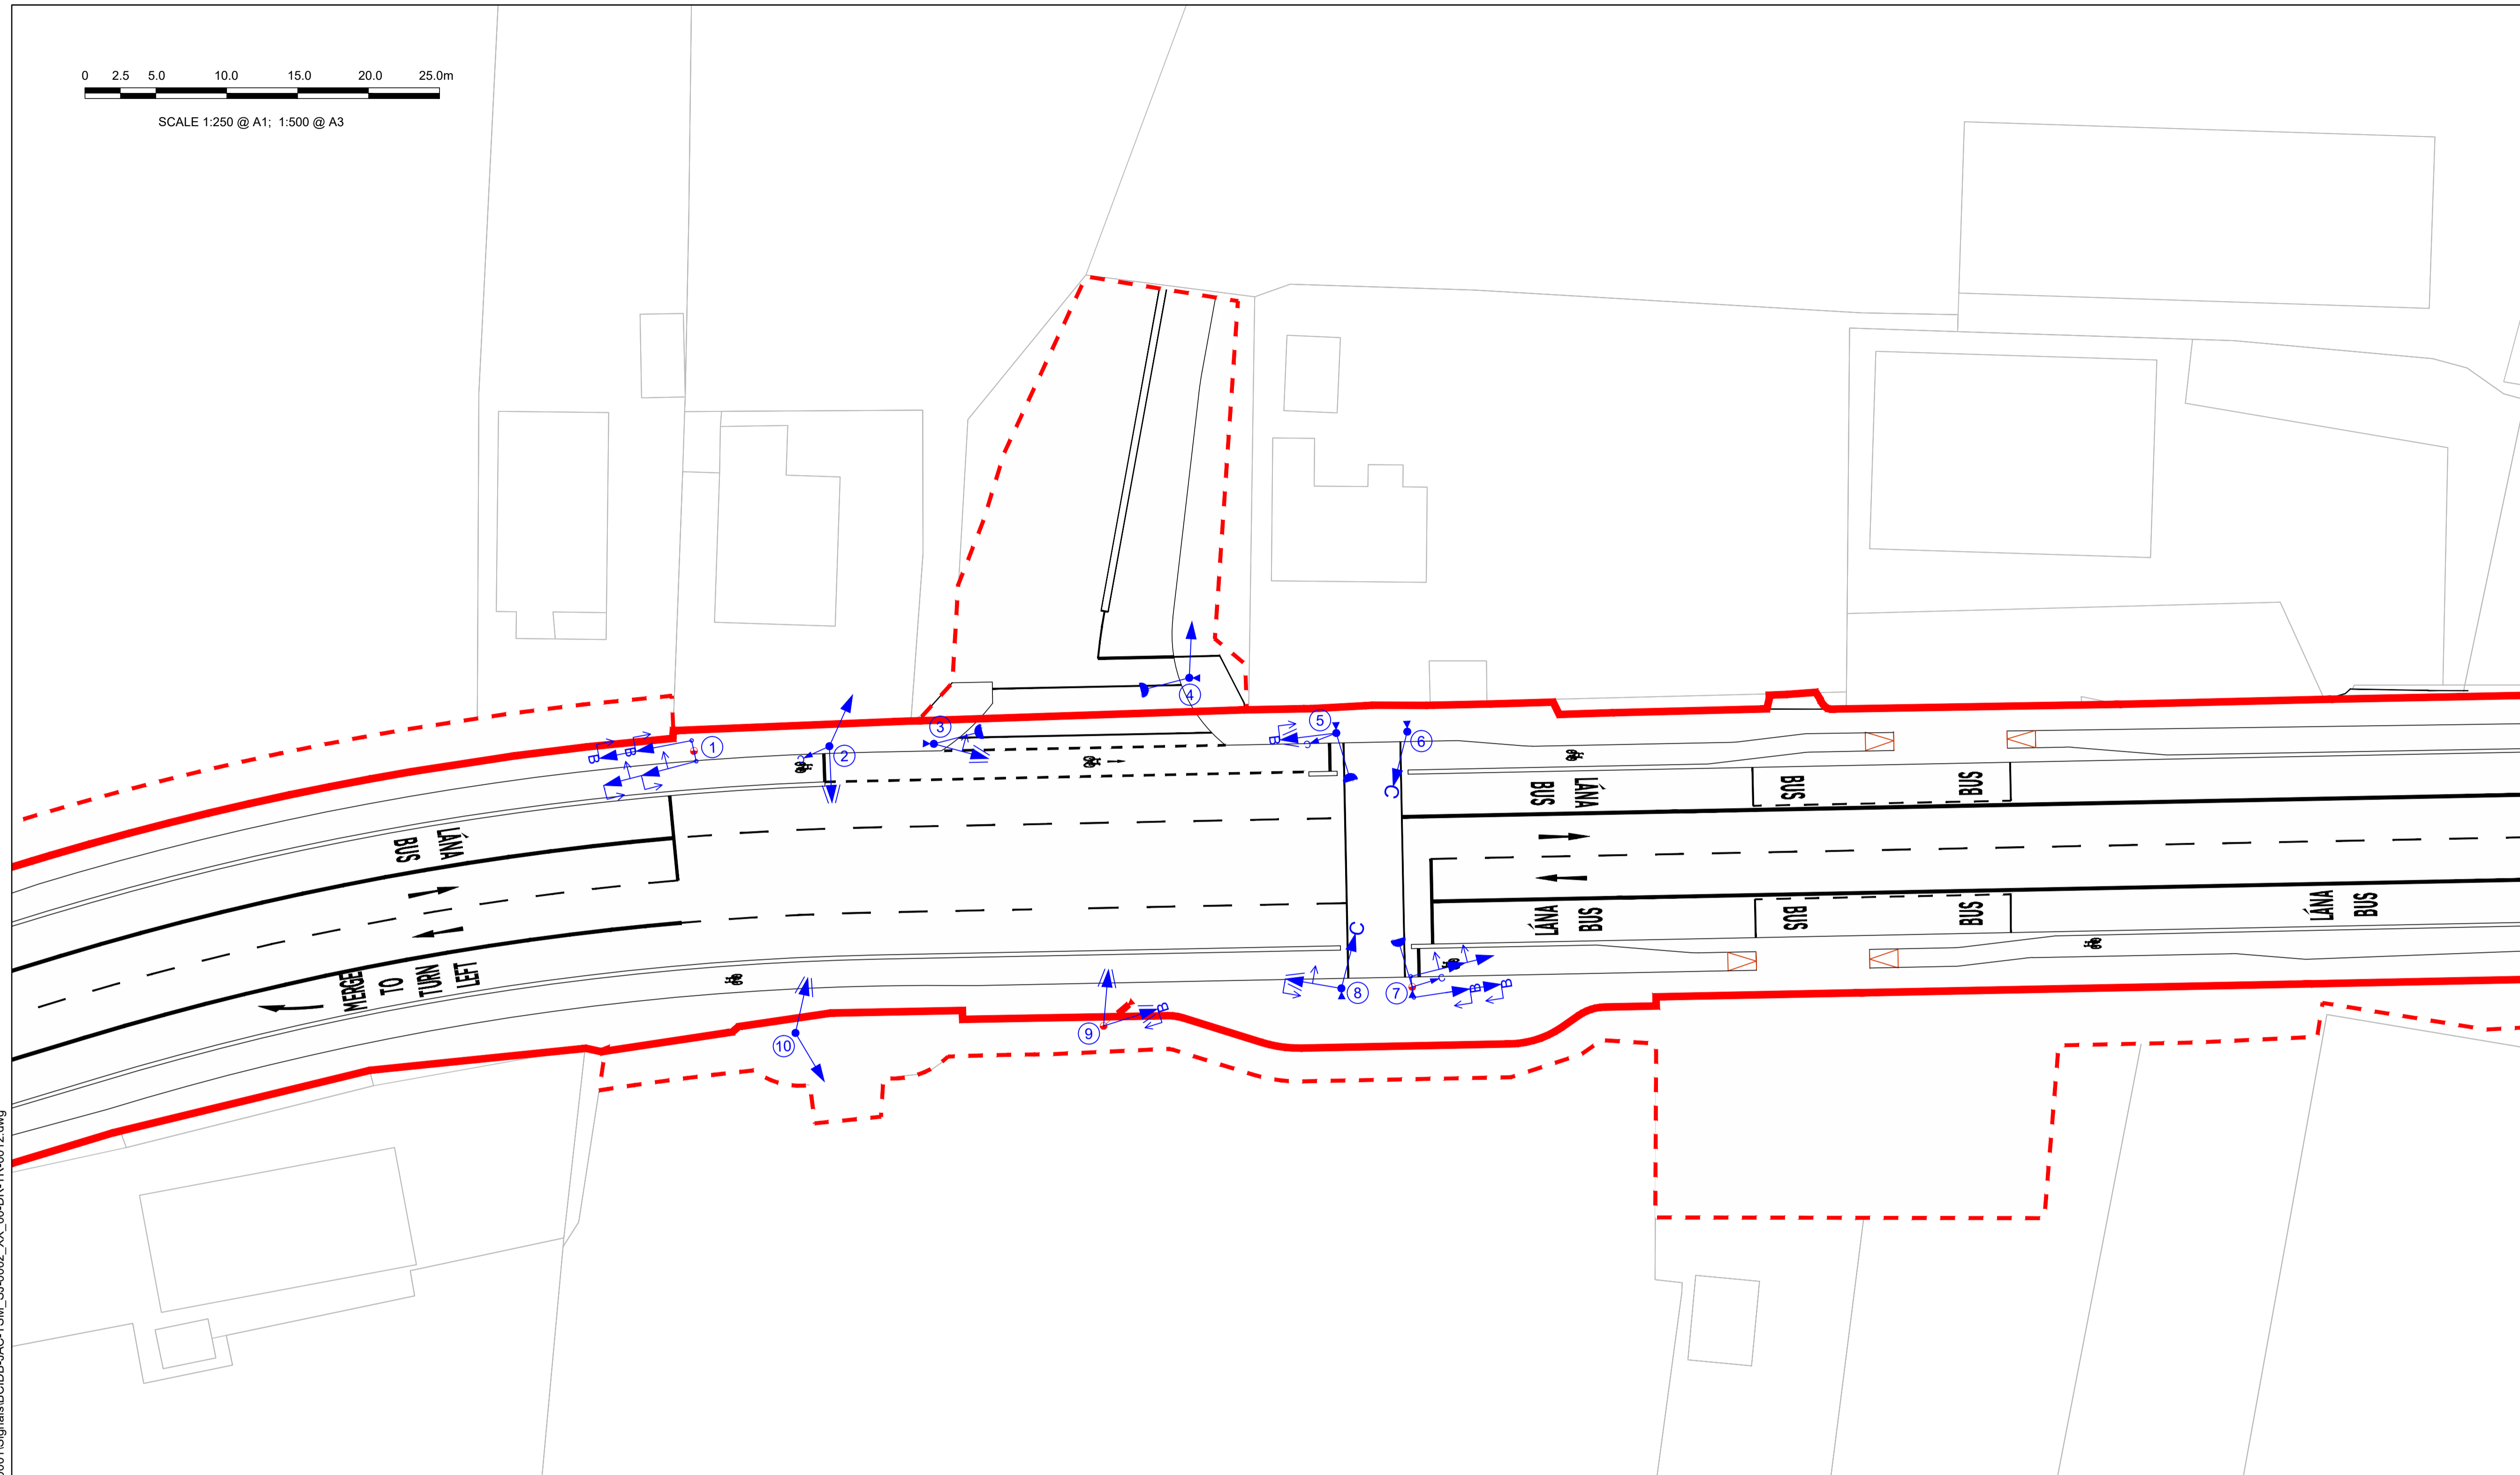 0 2.5 5.0 10.0 15.0 20.0 25.0m
SCALE 1:250 @ A1; 1:500 @ A3
4
5
3
6
1
2
B
B
B
C
C
C
BUS LÁNA
BUS
BUS
BUS LÁNA
LÁNA BUS
BUS
BUS
LÁNA BUS
C
MERGE
TO
TURN
LEFT
C
B
B
B
8
7
9
10